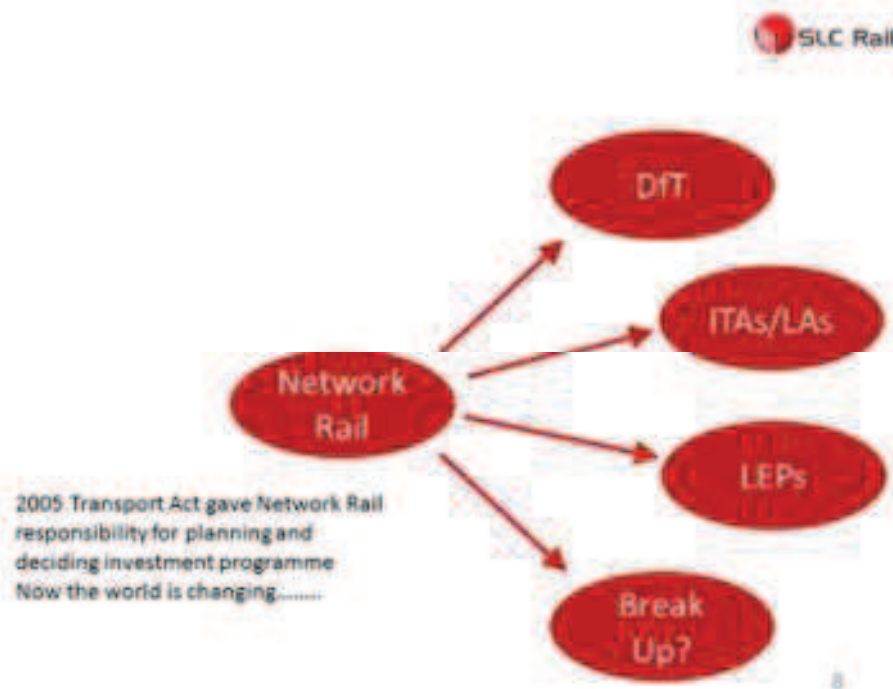 SLC Rail
DfT
ITAs/LAs
Network
Rail
LEPs
2005 Transport Act gave Network Rail
responsibility for planning and
deciding investment programme
Now the world is changing........
Break
Up?
8